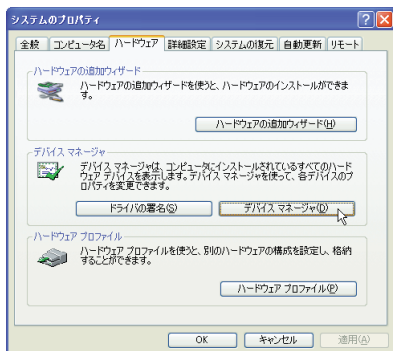 システムのプロパティ
全般 コンピュータ名 ハードウェア 詳細設定 システムの復元 自動更新 リモート
ハードウェアの追加ウィザード
ハードウェアの追加ウィザードを使うと、ハードウェアのインストールができま
す。
ハードウェアの追加ウィザード(H)
デバイス マネージャ
デバイス マネージャは、コンピュータにインストールされているすべてのハード
ウェア デバイスを表示します。デバイス マネージャを使って、各デバイスのプ
ロパティを変更できます。
ドライバの署名(S) デバイス マネージャ(D)
ハードウェア プロファイル
ハードウェア プロファイルを使うと、別のハードウェアの構成を設定し、格納
することができます。
ハードウェア プロファイル(P)
OK キャンセル 適用(A)